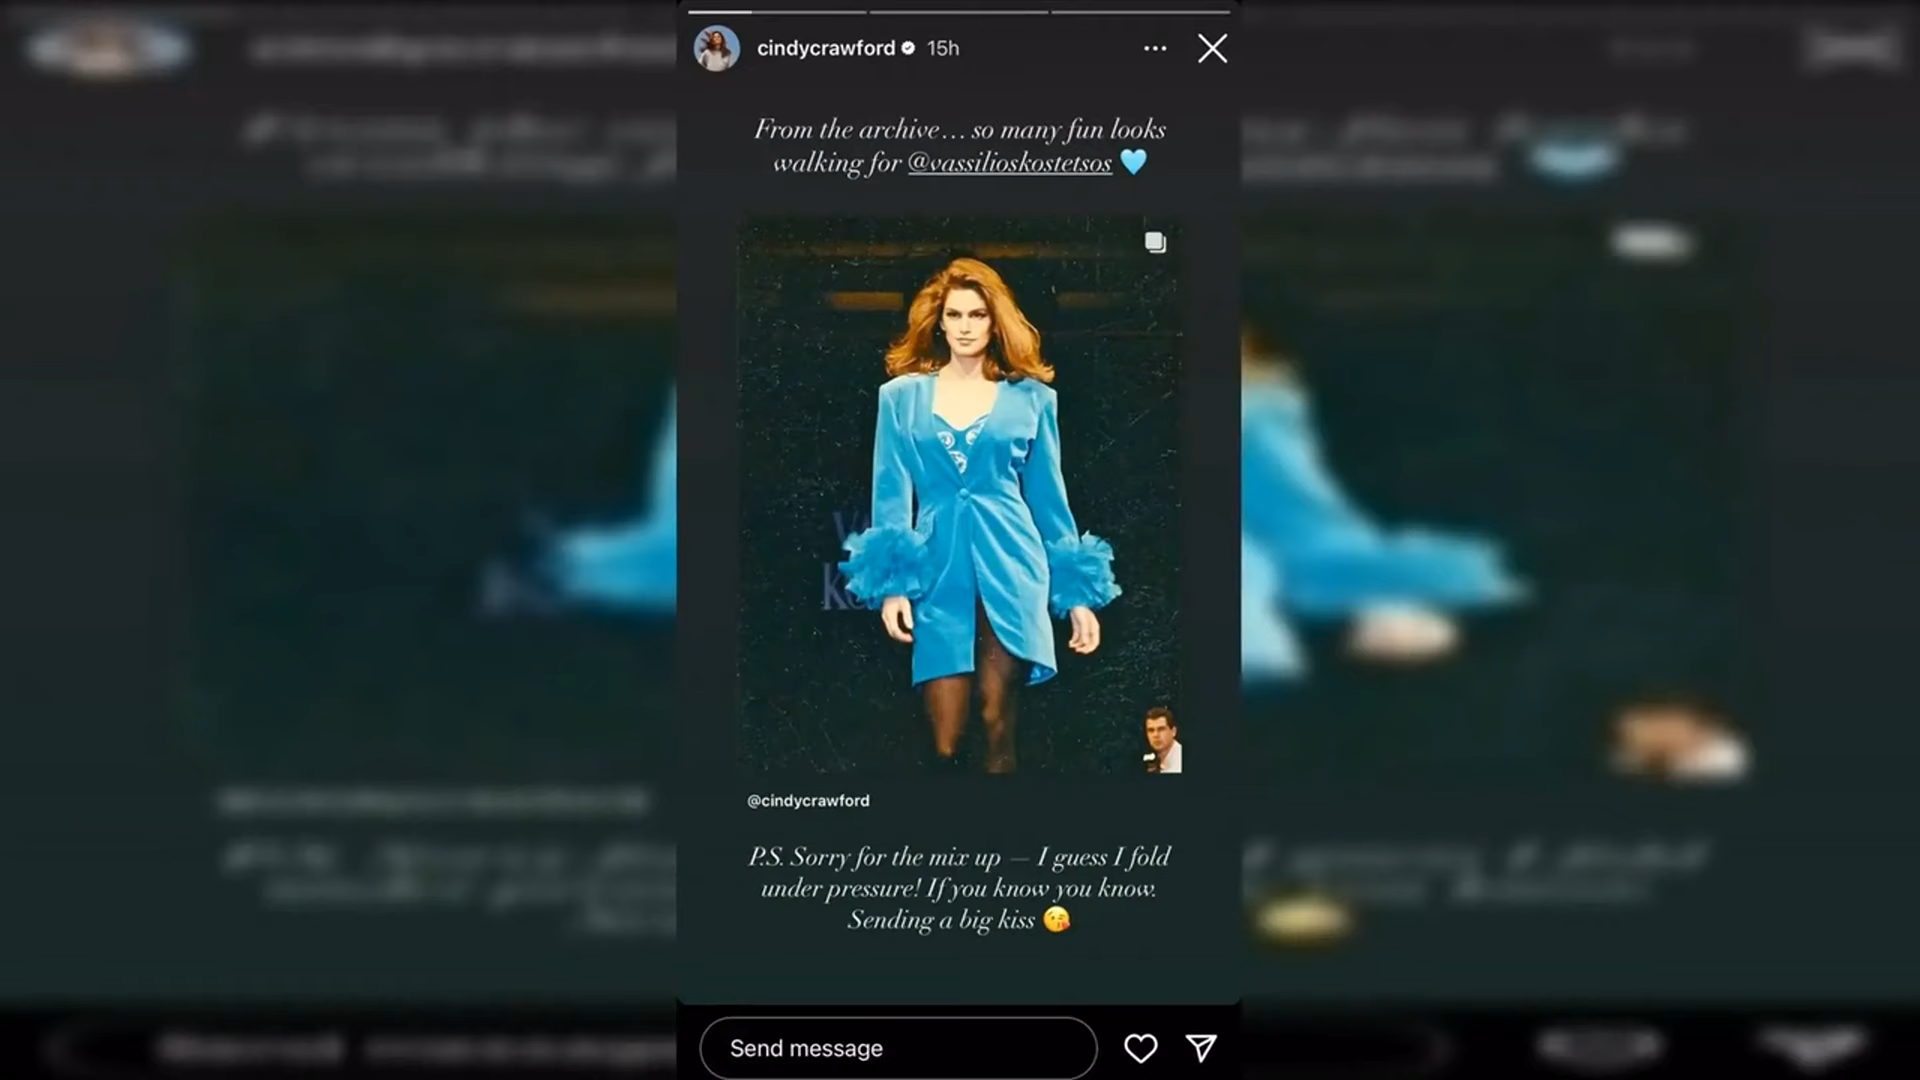 cindycrawford 15h
From the archive... so many fun looks
walking for @vassilioskostetsos
@cindycrawford
P.S. Sorry for the mix up — I guess I fold
under pressure! If you know you know.
Sending a big kiss
Send message